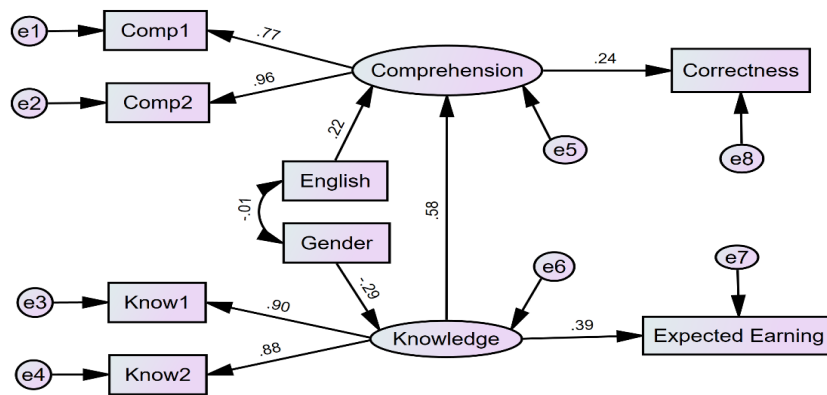 e1
Comp1
.77
Comprehension
.24
Correctness
e2
Comp2
.96
.22
e5
e8
English
-.01
.58
Gender
-.29
e6
e7
e3
Know1
.90
Knowledge
.39
Expected Earning
e4
Know2
.88